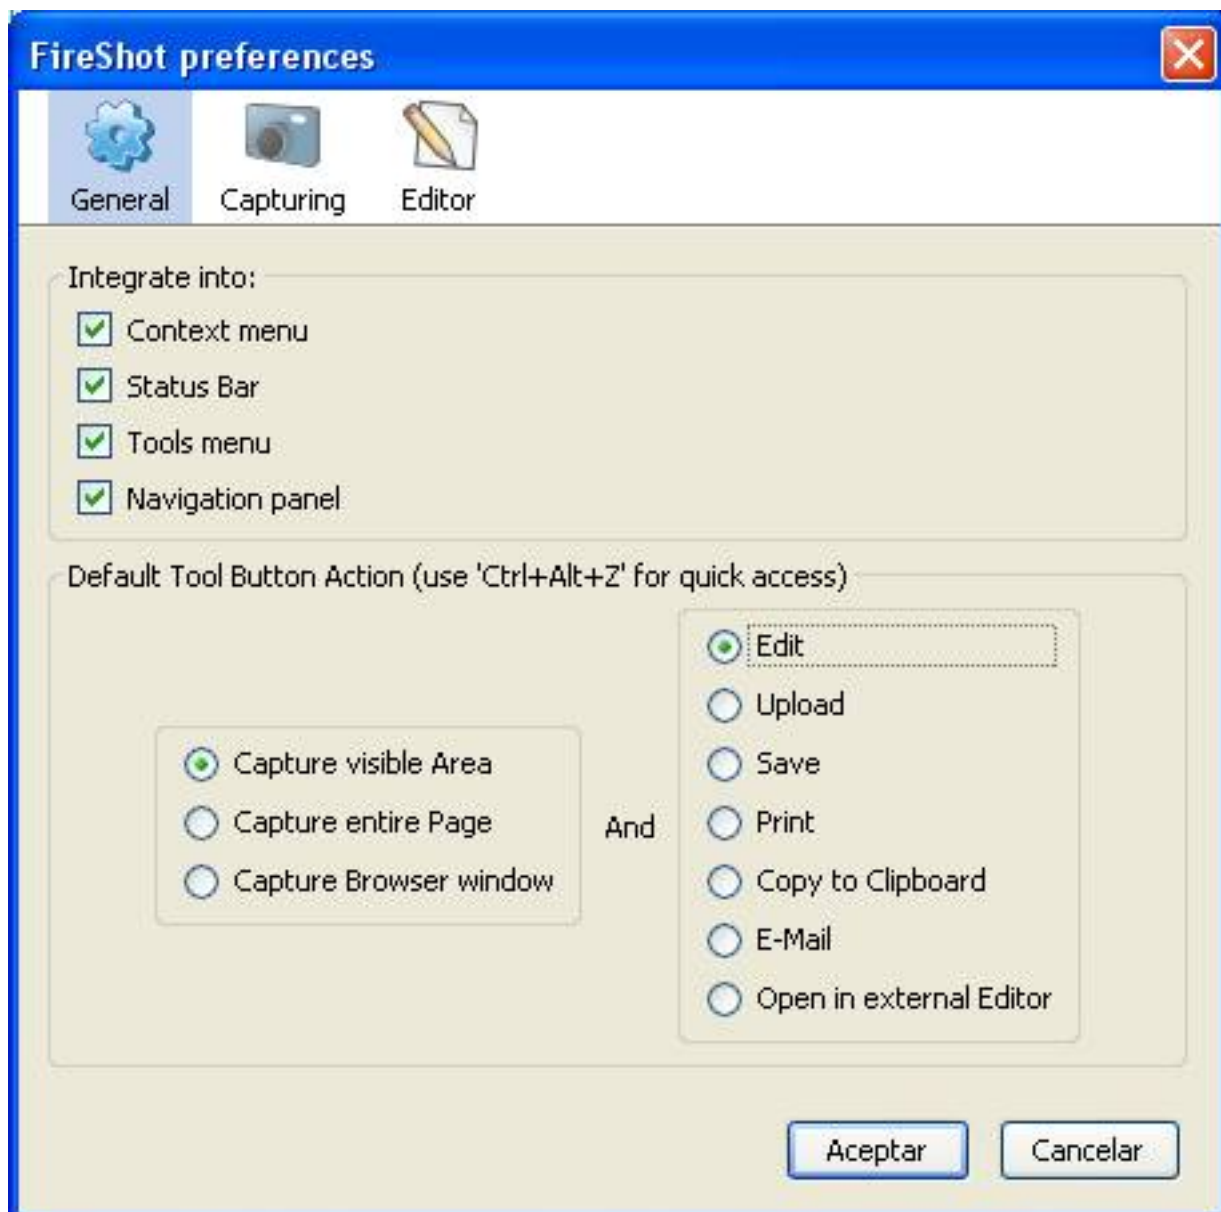 FireShot preferences
General Capturing Editor
Integrate into:
Context menu
Status Bar
Tools menu
Navigation panel
Default Tool Button Action (use 'Ctrl+Alt+Z' for quick access)
Capture visible Area
Capture entire Page
Capture Browser window
And
Edit
Upload
Save
Print
Copy to Clipboard
E-Mail
Open in external Editor
Aceptar Cancelar